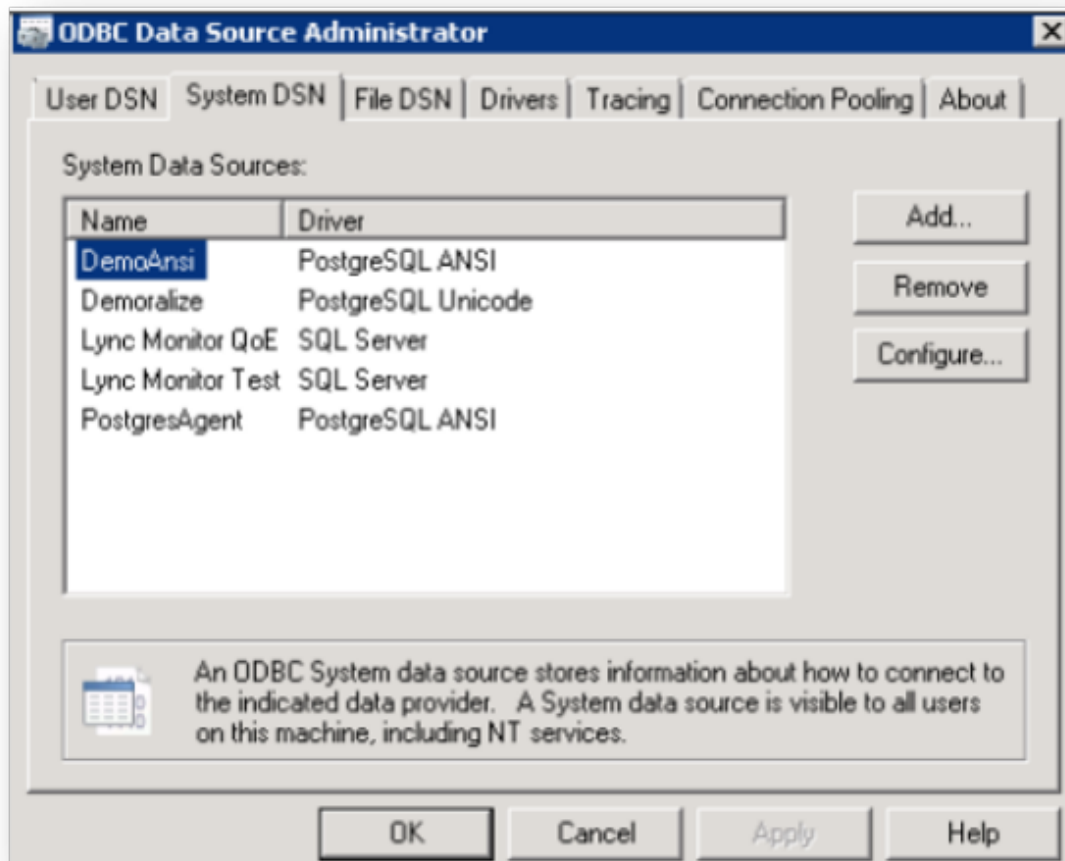 ODBC Data Source Administrator
User DSN System DSN File DSN Drivers Tracing Connection Pooling About
System Data Sources:
Name Driver
DemoAnsi PostgreSQL ANSI
Demoralize PostgreSQL Unicode
Lync Monitor QoE SQL Server
Lync Monitor Test SQL Server
PostgresAgent PostgreSQL ANSI
Add...
Remove
Configure...
An ODBC System data source stores information about how to connect to
the indicated data provider. A System data source is visible to all users
on this machine, including NT services.
OK Cancel Apply Help